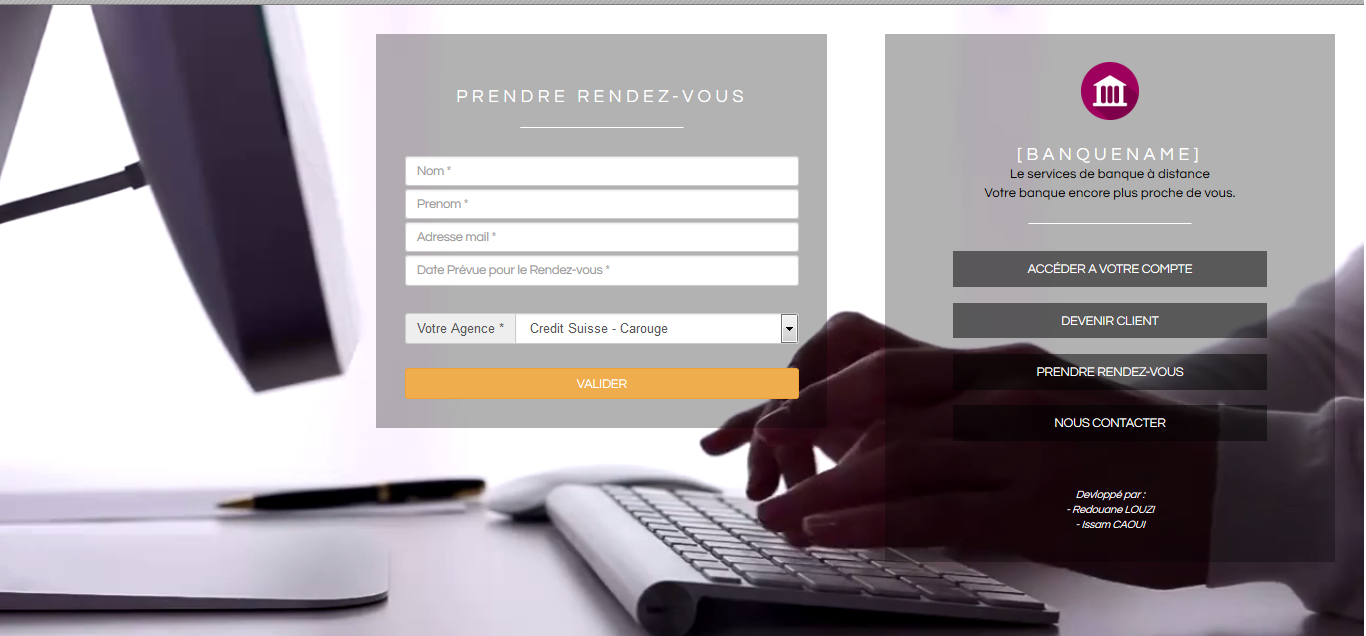 PRENDRE RENDEZ-VOUS
Nom *
Prenom *
Adresse mail *
Date Prévue pour le Rendez-vous *
Votre Agence * Credit Suisse - Carouge
VALIDER
[BANQUENAME]
Le services de banque à distance
Votre banque encore plus proche de vous.
ACCÉDER A VOTRE COMPTE
DEVENIR CLIENT
PRENDRE RENDEZ-VOUS
NOUS CONTACTER
Devloppé par :
- Redouane LOUZI
- Issam CAOUI